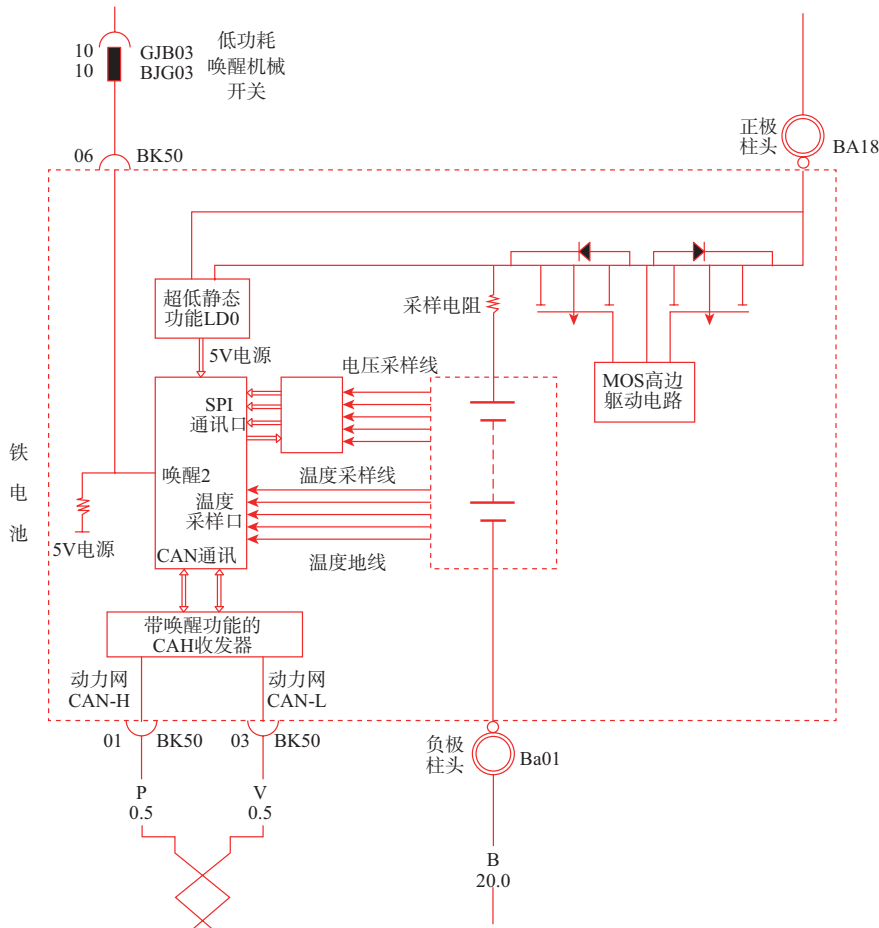 10
10
GJB03
BJG03
低功耗
唤醒机械
开关
正极
柱头
BA18
06
BK50
超低静态
功能LD0
采样电阻
5V电源
电压采样线
MOS高边
驱动电路
SPI
通讯口
铁
电
池
唤醒2
温度采样线
温度
采样口
5V电源
CAN通讯
温度地线
带唤醒功能的
CAH收发器
动力网
CAN-H
动力网
CAN-L
01
BK50
03
BK50
负极
柱头
Ba01
P
0.5
V
0.5
B
20.0